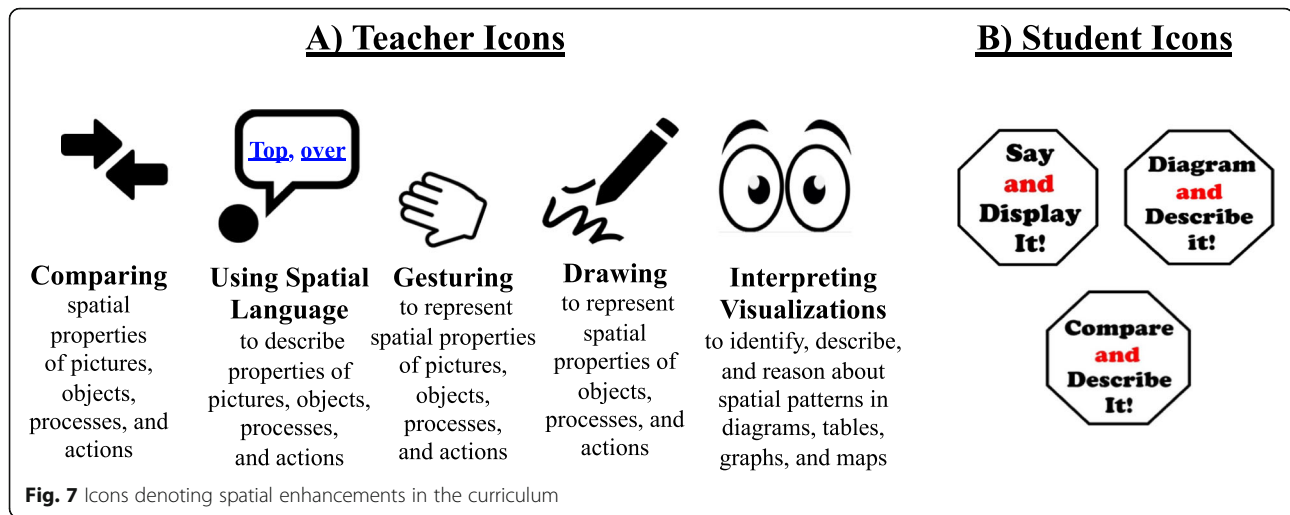 A) Teacher Icons
B) Student Icons
Top, over
Comparing
spatial
properties
of pictures,
objects,
processes, and
actions
Using Spatial
Language
to describe
properties of
pictures, objects,
processes,
and actions
Gesturing
to represent
spatial properties
of pictures,
objects,
processes,
and actions
Drawing
to represent
spatial
properties of
objects,
processes, and
actions
Interpreting
Visualizations
to identify, describe,
and reason about
spatial patterns in
diagrams, tables,
graphs, and maps
Say
and
Display
It!
Diagram
and
Describe
it!
Compare
and
Describe
It!
Fig. 7 Icons denoting spatial enhancements in the curriculum